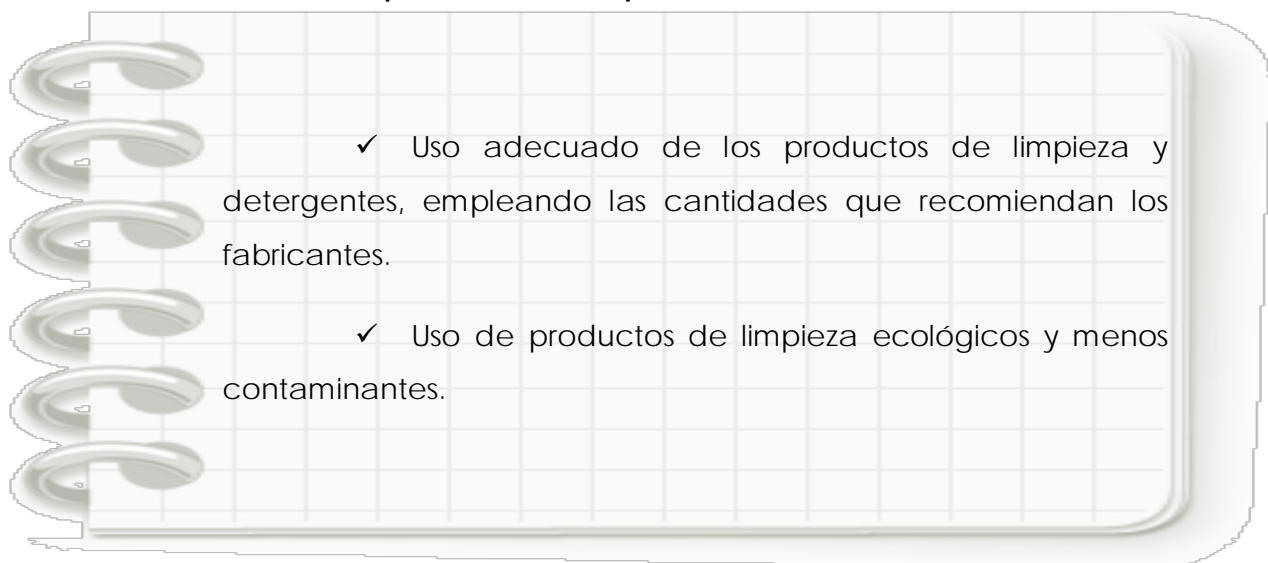 ✓ Uso adecuado de los productos de limpieza y
detergentes, empleando las cantidades que recomiendan los
fabricantes.
✓ Uso de productos de limpieza ecológicos y menos
contaminantes.